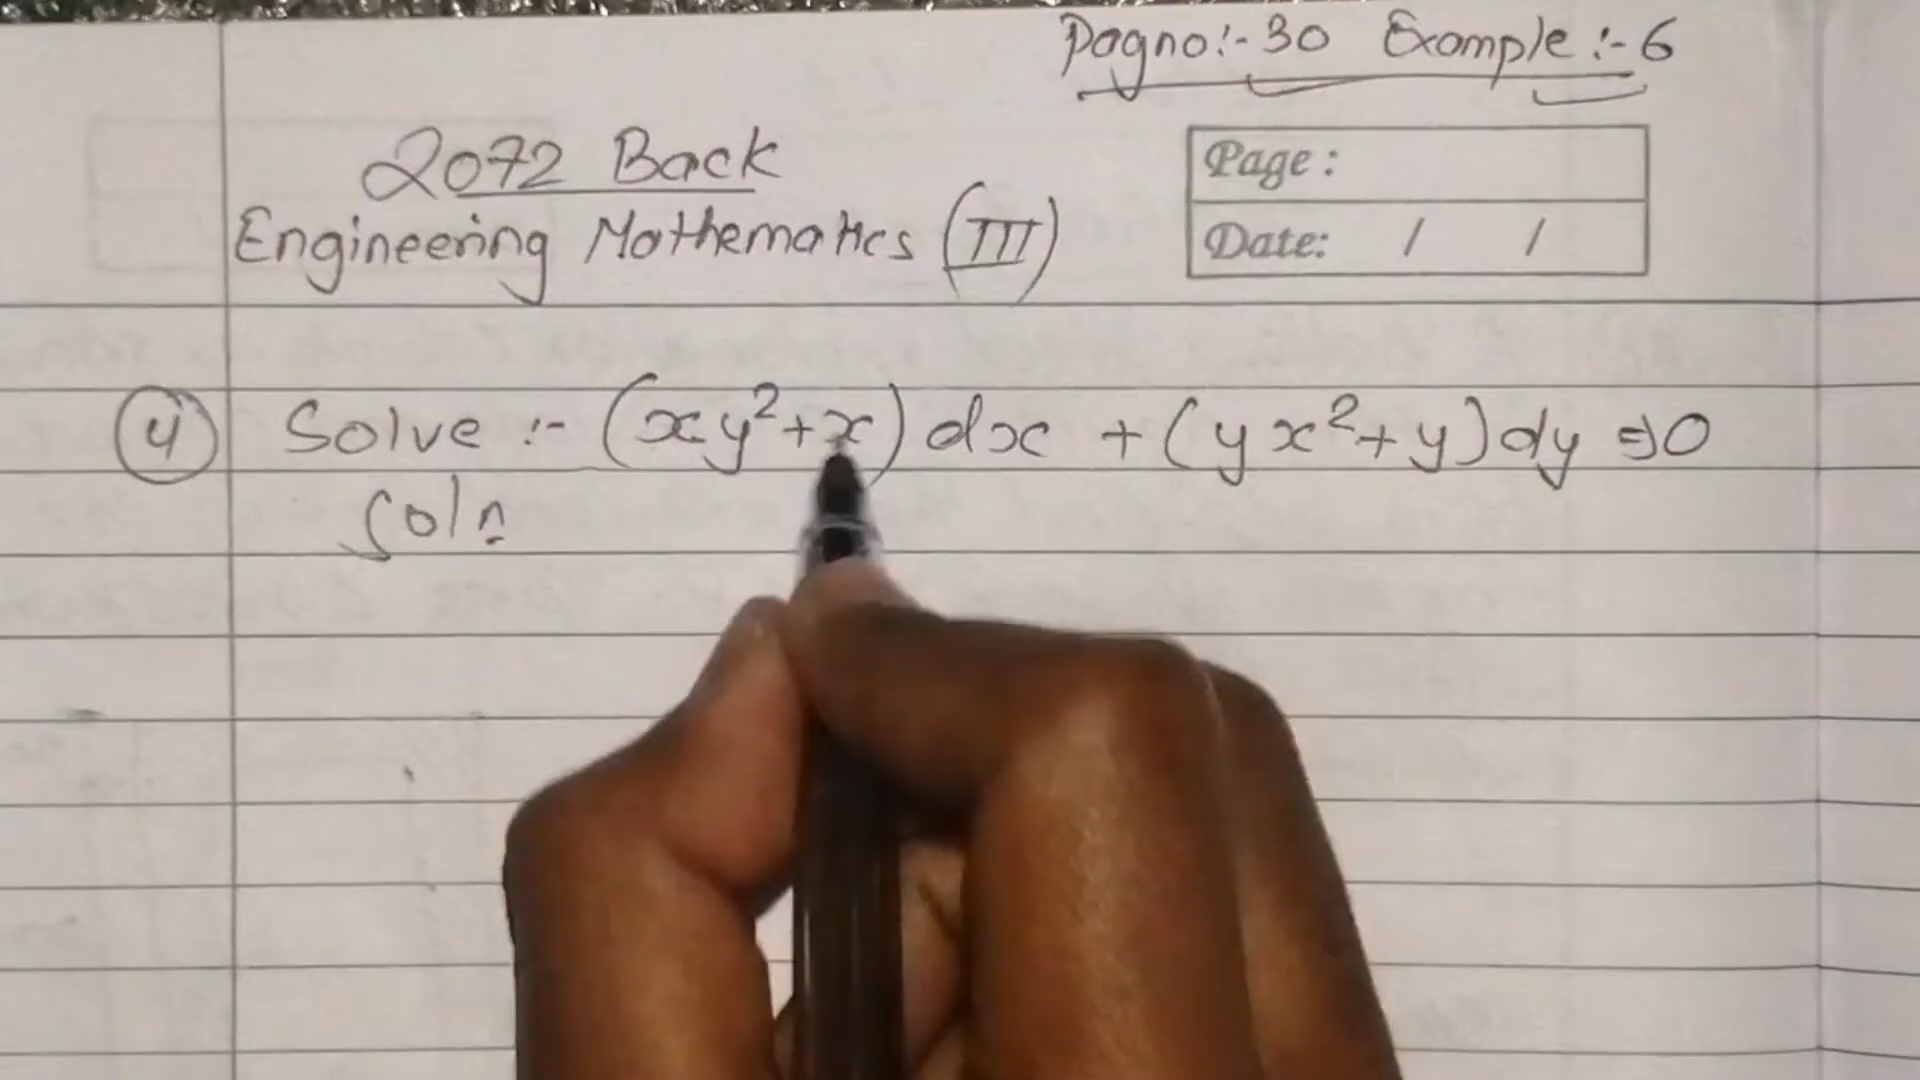 Pagno:- 30 Example:- 6
2072 Back
Engineering Mathematics (III)
Page:
Date: / /
4 Solve :- (xy²+x) dx + (yx²+y)dy =0
Soln